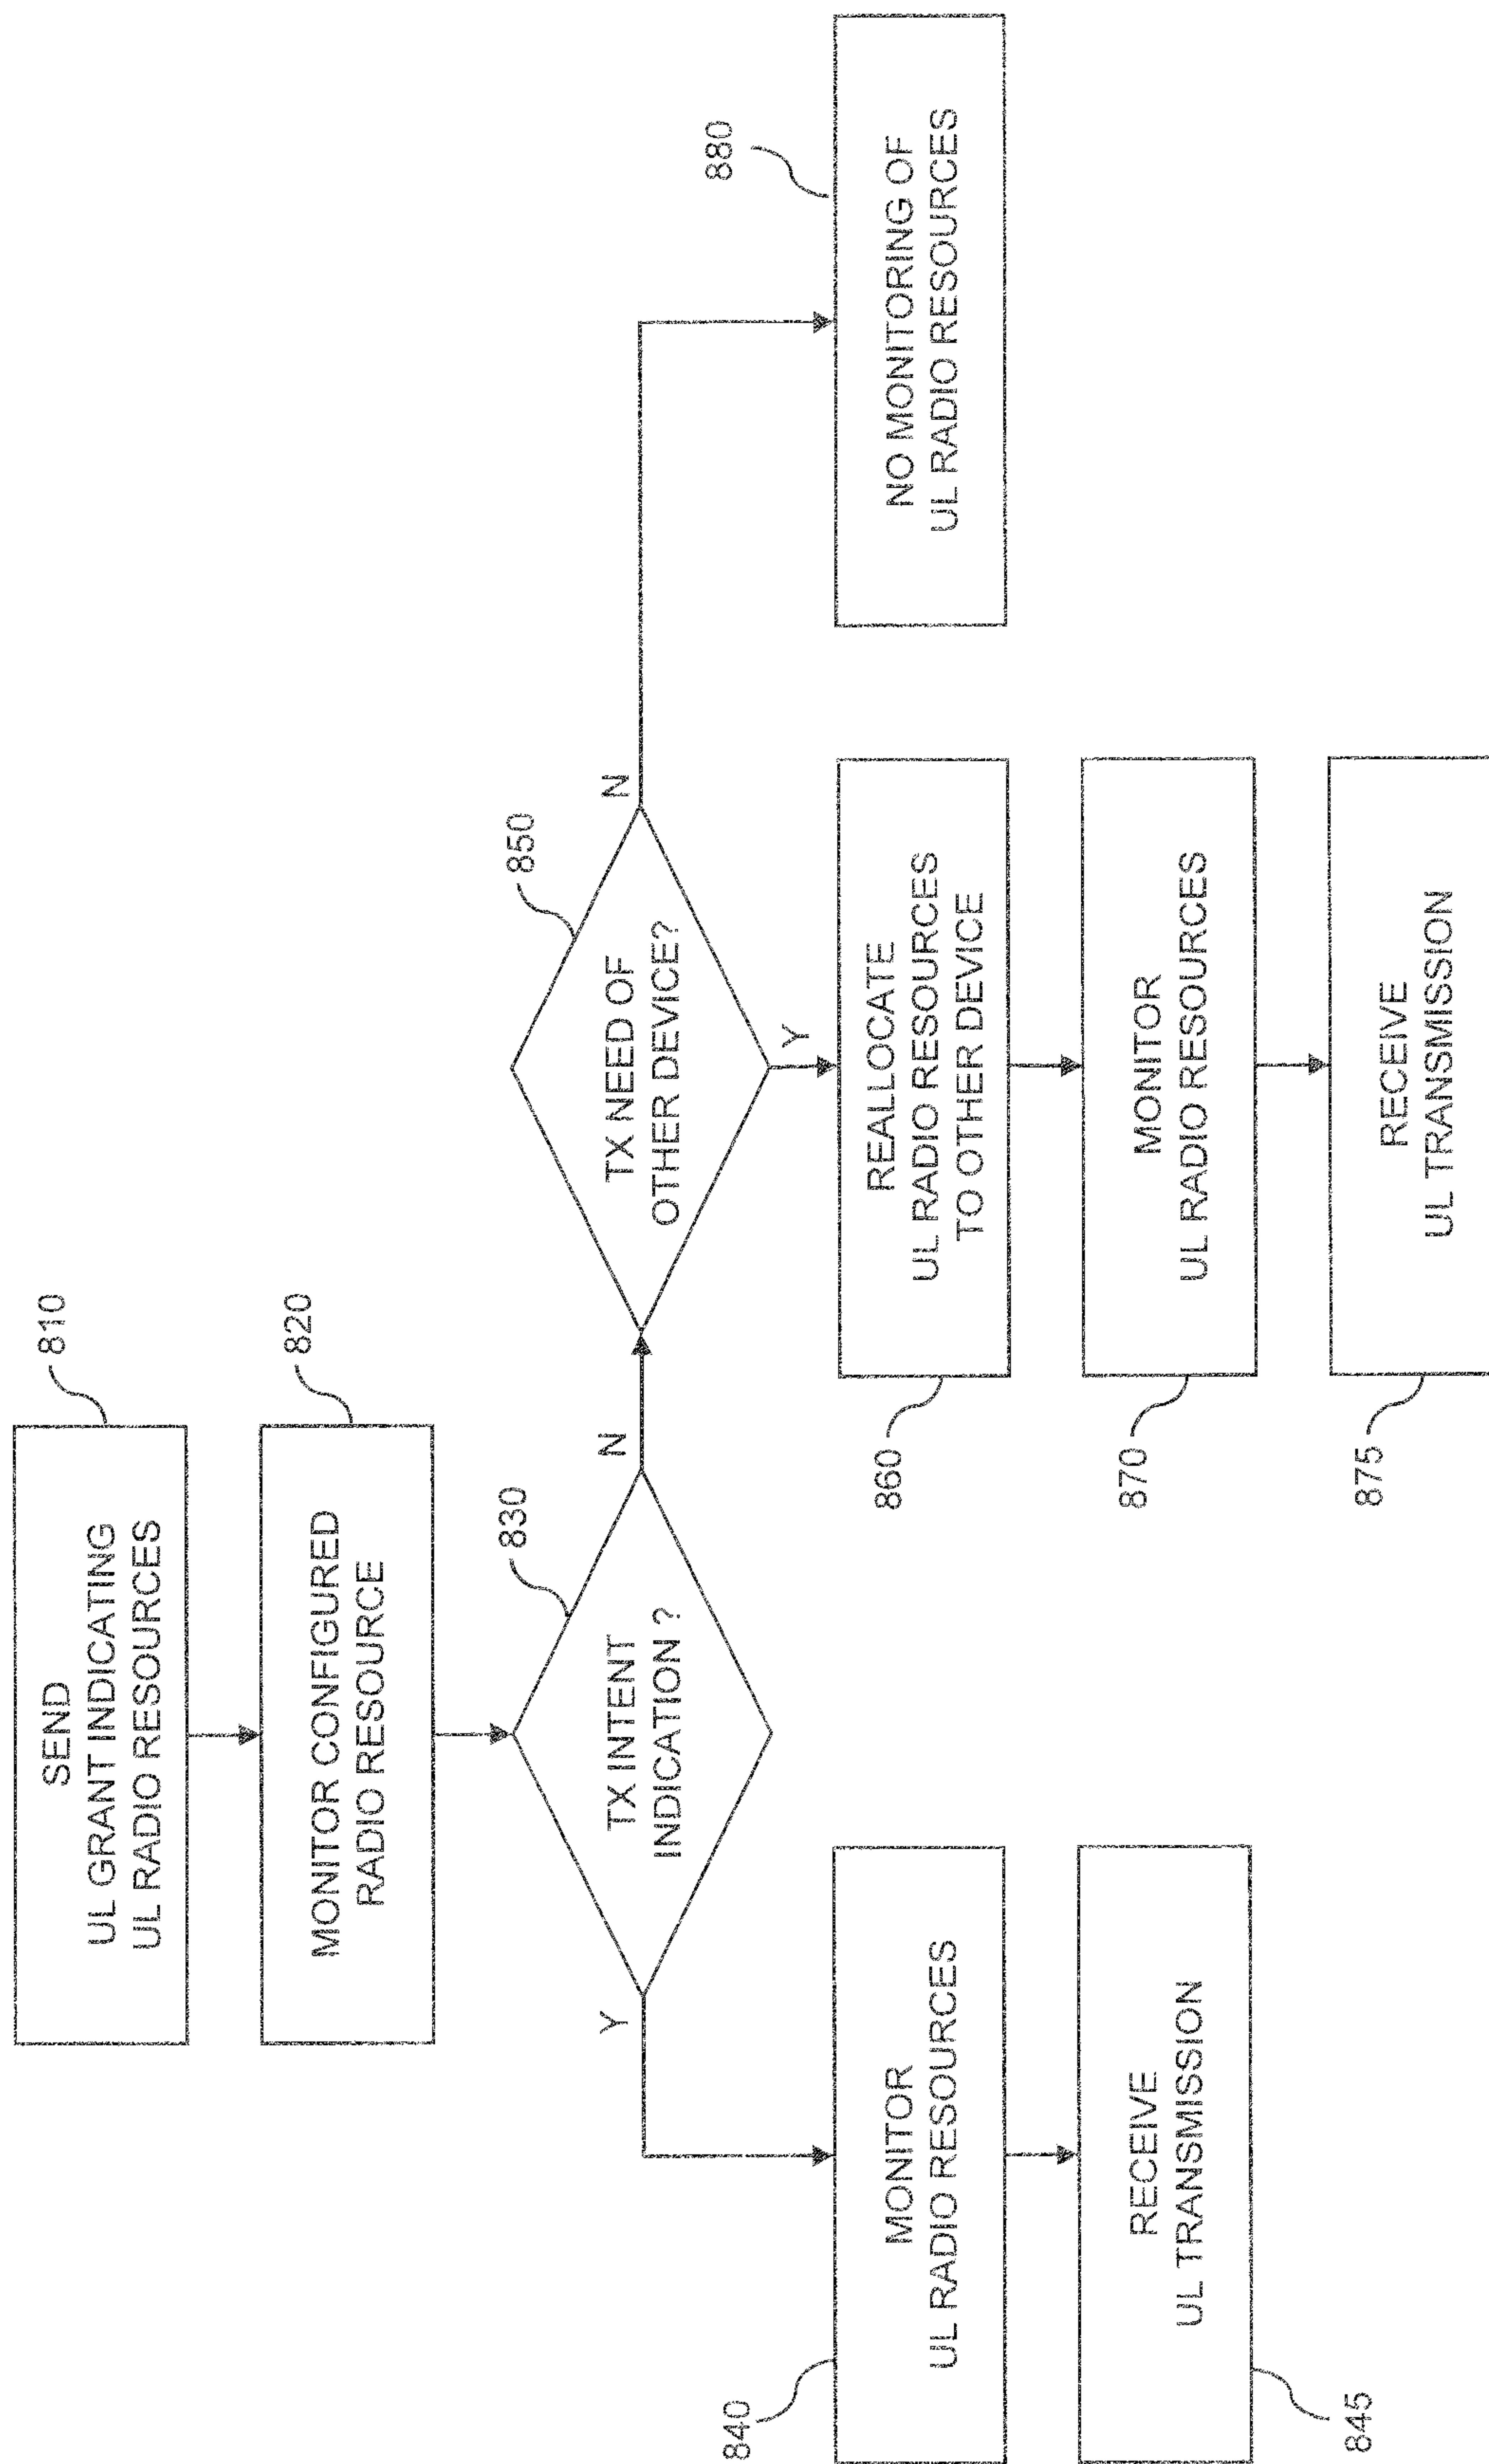 810
SEND
UL GRANT INDICATING
UL RADIO RESOURCES
820
MONITOR CONFIGURED
RADIO RESOURCE
830
TX INTENT
INDICATION ?
Y
N
840
MONITOR
UL RADIO RESOURCES
845
RECEIVE
UL TRANSMISSION
850
TX NEED OF
OTHER DEVICE?
Y
N
860
REALLOCATE
UL RADIO RESOURCES
TO OTHER DEVICE
870
MONITOR
UL RADIO RESOURCES
875
RECEIVE
UL TRANSMISSION
880
NO MONITORING OF
UL RADIO RESOURCES